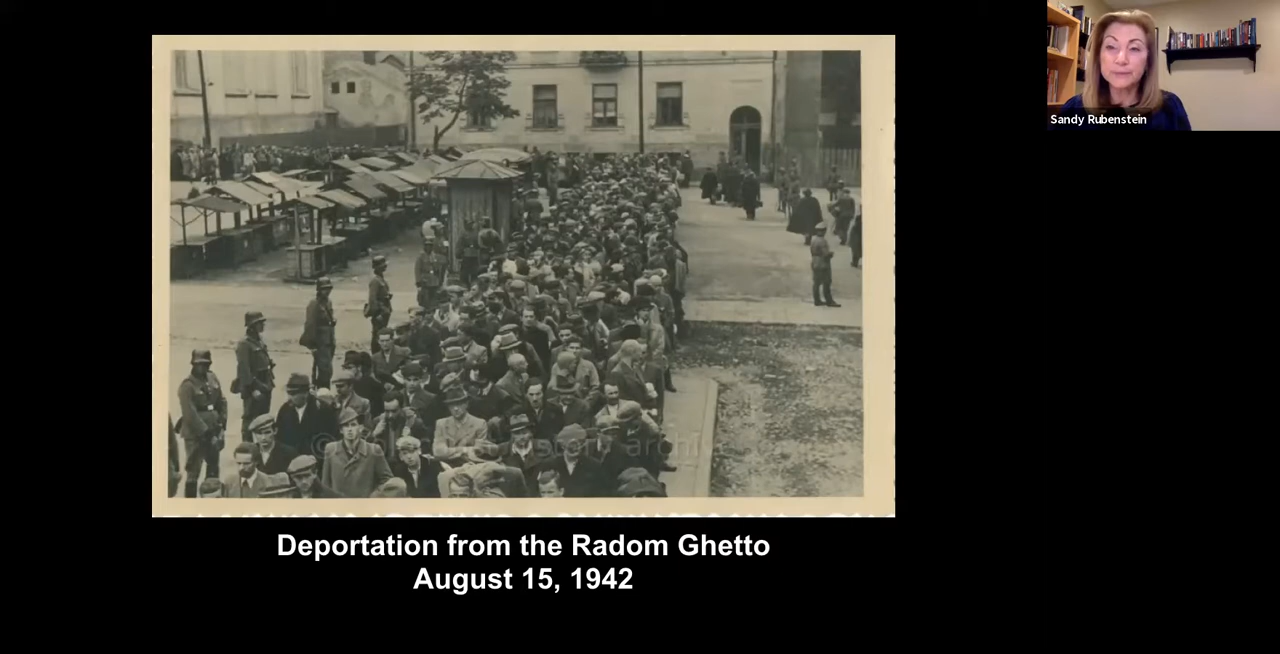 Sandy Rubenstein
Deportation from the Radom Ghetto
August 15, 1942